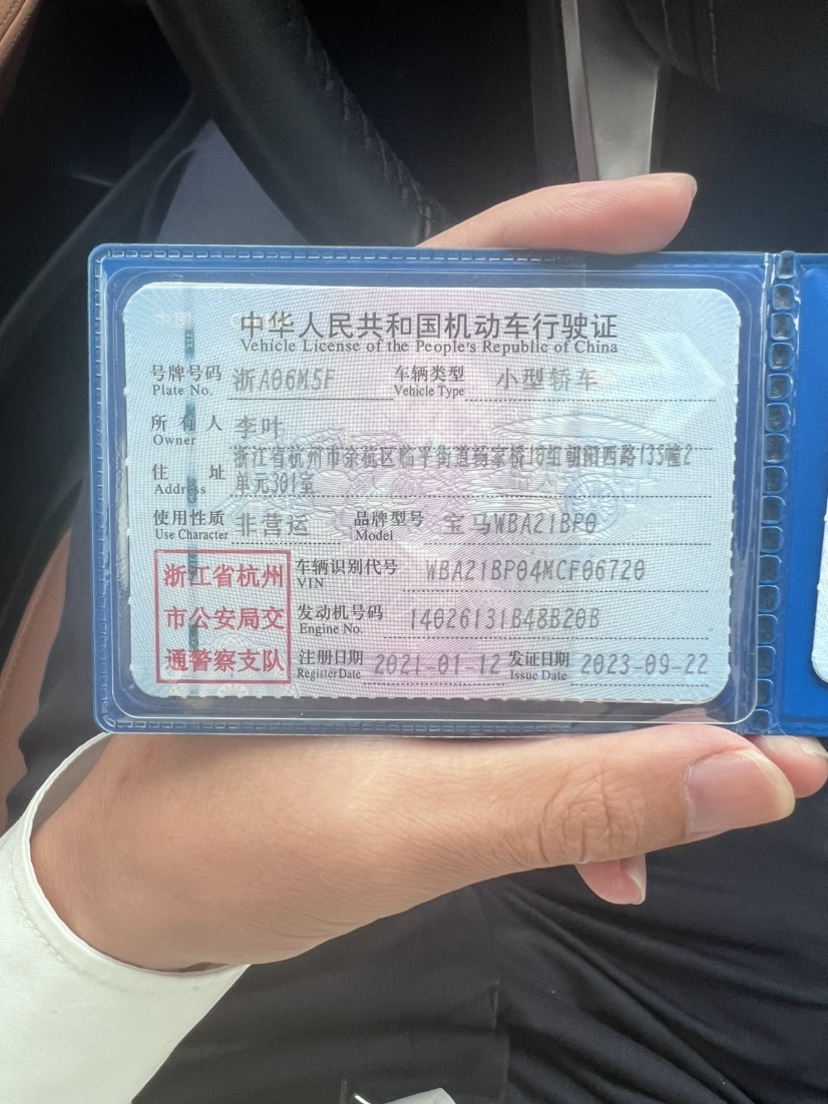 中华人民共和国机动车行驶证
Vehicle License of the People's Republic of China
号牌号码 浙A06M5F 车辆类型 小型轿车
Plate No. Vehicle Type
所有人 李叶
Owner
住址 浙江省杭州市余杭区临平街道杨家桥15组朝阳西路135幢2
Address 单元301室
使用性质 非营运 品牌型号 宝马WBA21BP0
Use Character Model
浙江省杭州
市公安局交
通警察支队
车辆识别代号 WBA21BP04MCF06720
VIN
发动机号码 14026131B48B20B
Engine No.
注册日期 2021-01-12 发证日期 2023-09-22
Register Date Issue Date